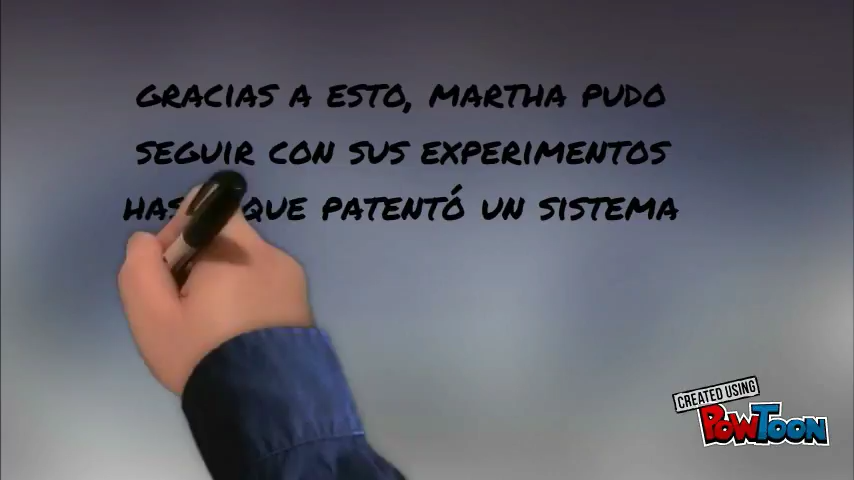 GRACIAS A ESTO, MARTHA PUDO
SEGUIR CON SUS EXPERIMENTOS
QUE PATENTÓ UN SISTEMA
CREATED USING
POWTOON